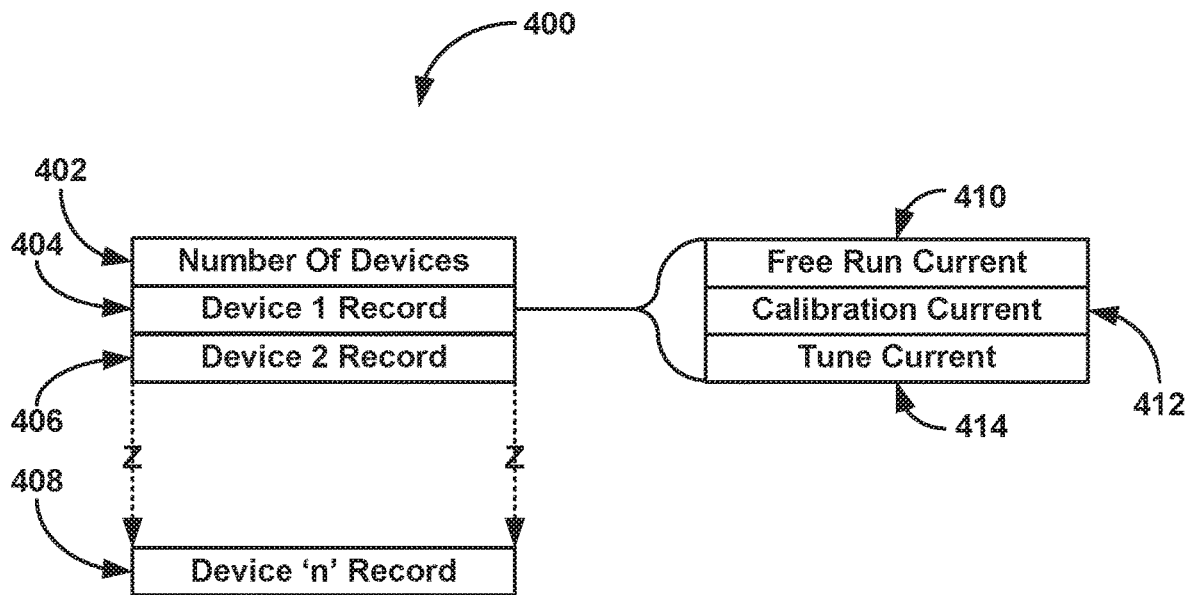 400
402
404
406
408
Number Of Devices
Device 1 Record
Device 2 Record
Z
Z
Device ‘n’ Record
410
Free Run Current
Calibration Current
Tune Current
412
414